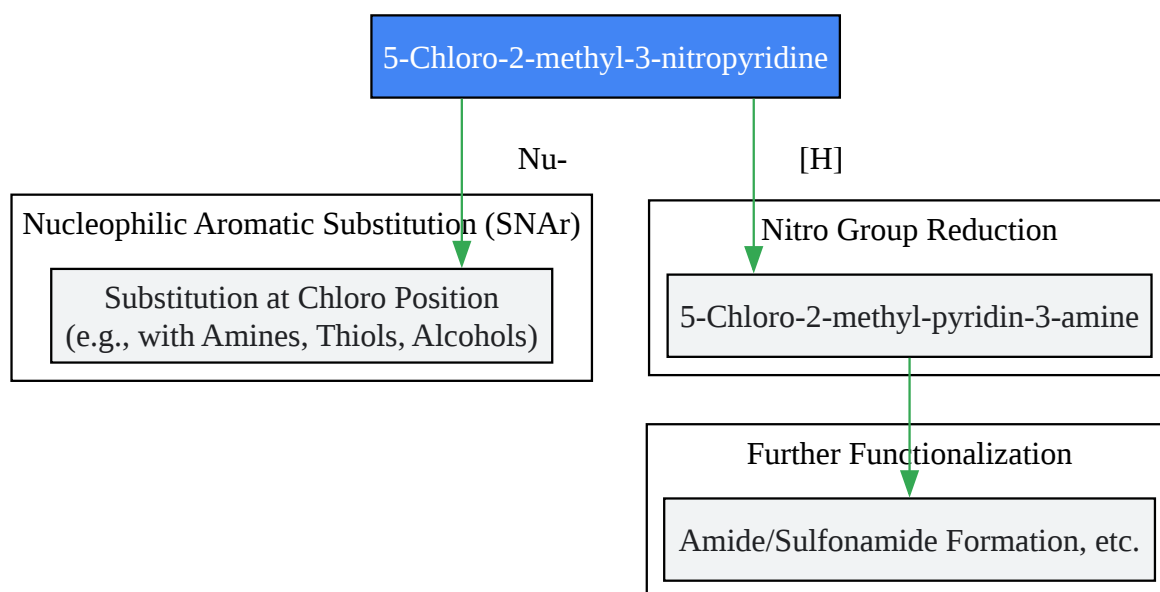 5-Chloro-2-methyl-3-nitropyridine
Nu-
[H]
Nucleophilic Aromatic Substitution (SNAr)
Substitution at Chloro Position
(e.g., with Amines, Thiols, Alcohols)
Nitro Group Reduction
5-Chloro-2-methyl-pyridin-3-amine
Further Functionalization
Amide/Sulfonamide Formation, etc.